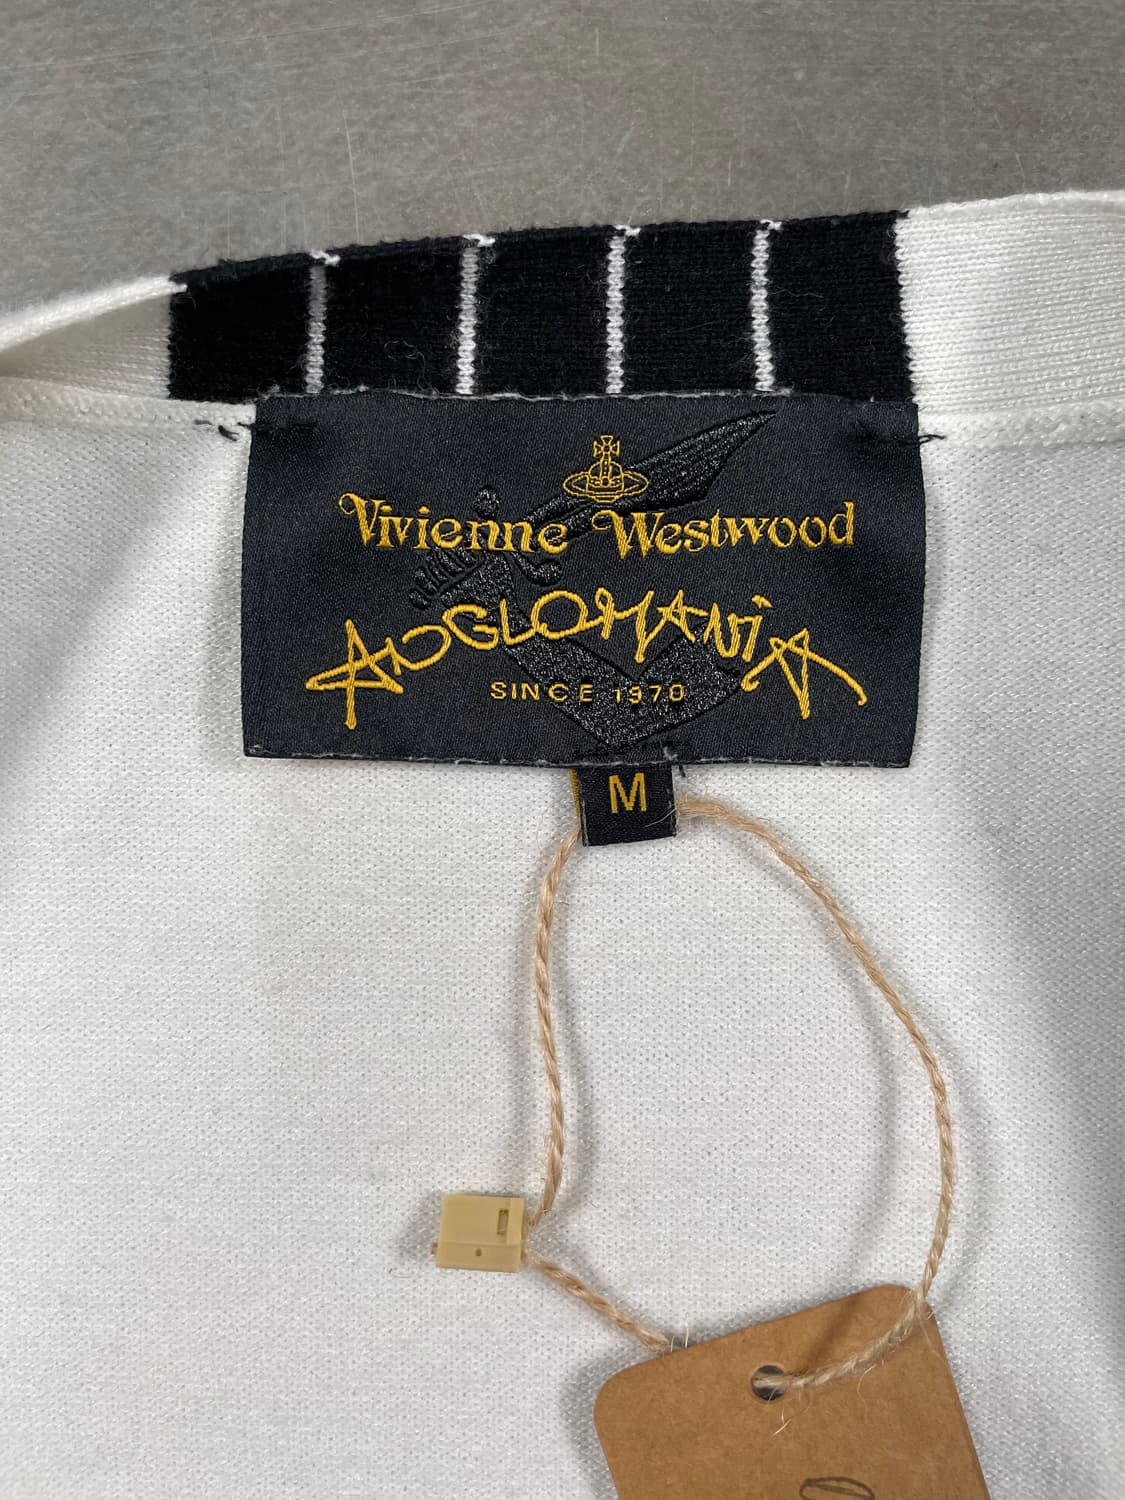 Vivienne Westwood
ANGLOMANIA
SINCE 1970
M